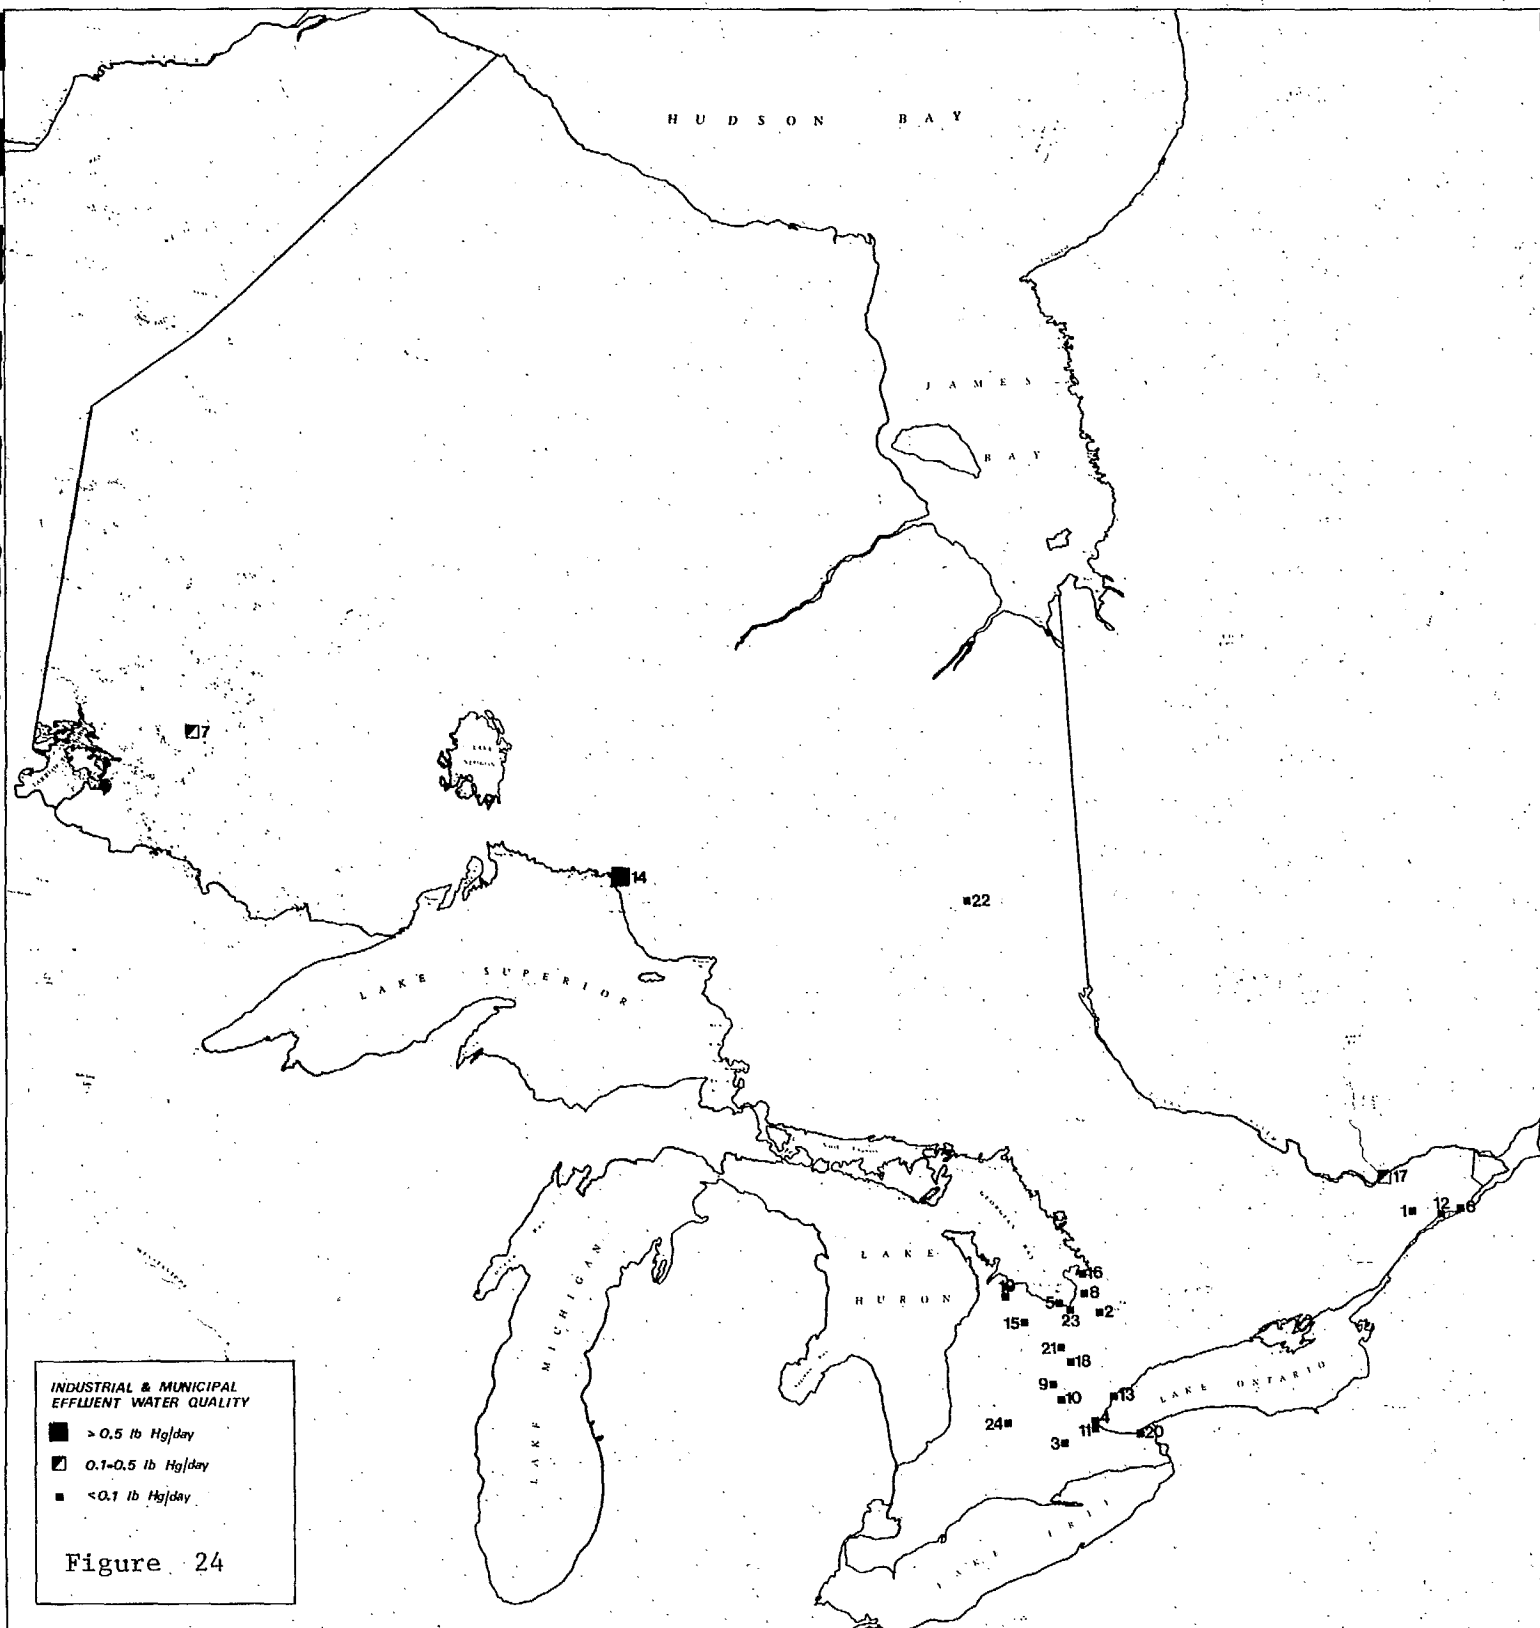 HUDSON BAY
JAMES
BAY
7
LAKE
14
22
LAKE SUPERIOR
17
1 12 6
GEORGIAN BAY
LAKE
HURON
LAKE MICHIGAN
16
19
8
5
2
23
15
21
18
9
10
13
LAKE ONTARIO
4
24
11
20
3
LAKE ERIE
INDUSTRIAL & MUNICIPAL
EFFLUENT WATER QUALITY
> 0.5 lb Hg/day
0.1-0.5 lb Hg/day
<0.1 lb Hg/day
Figure 24